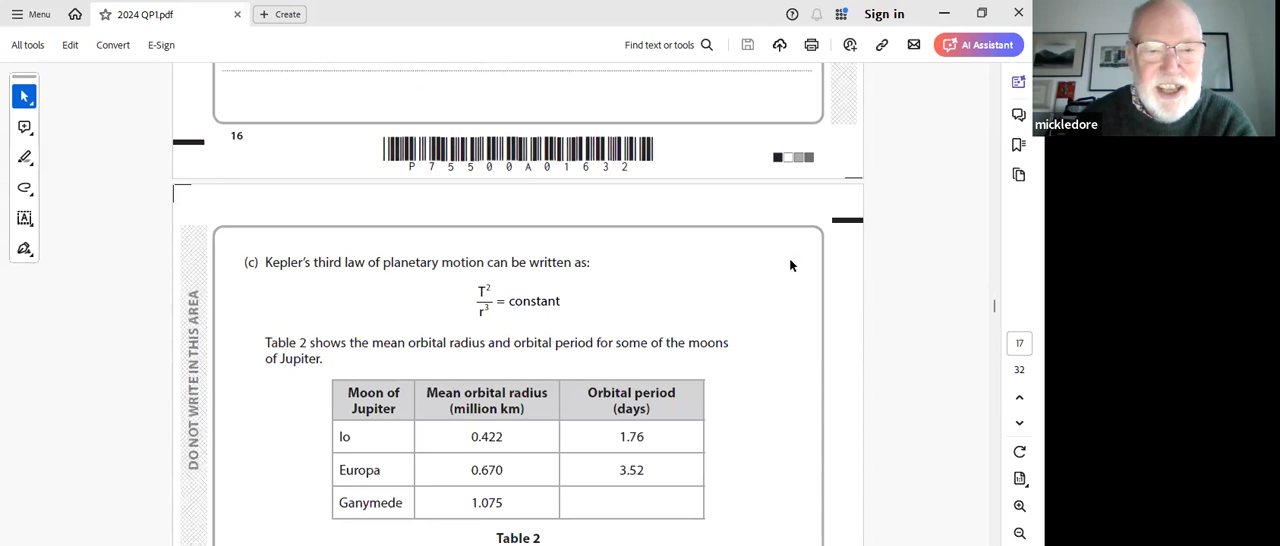 Menu
2024 QP1.pdf
Create
Sign in
All tools
Edit
Convert
E-Sign
Find text or tools
AI Assistant
mickledore
16
P 7 5 5 0 0 A 0 1 6 3 2
DO NOT WRITE IN THIS AREA
(c) Kepler's third law of planetary motion can be written as:
T²
r³
= constant
Table 2 shows the mean orbital radius and orbital period for some of the moons
of Jupiter.
Moon of Jupiter Mean orbital radius (million km) Orbital period (days)
Io 0.422 1.76
Europa 0.670 3.52
Ganymede 1.075
Table 2
17
32